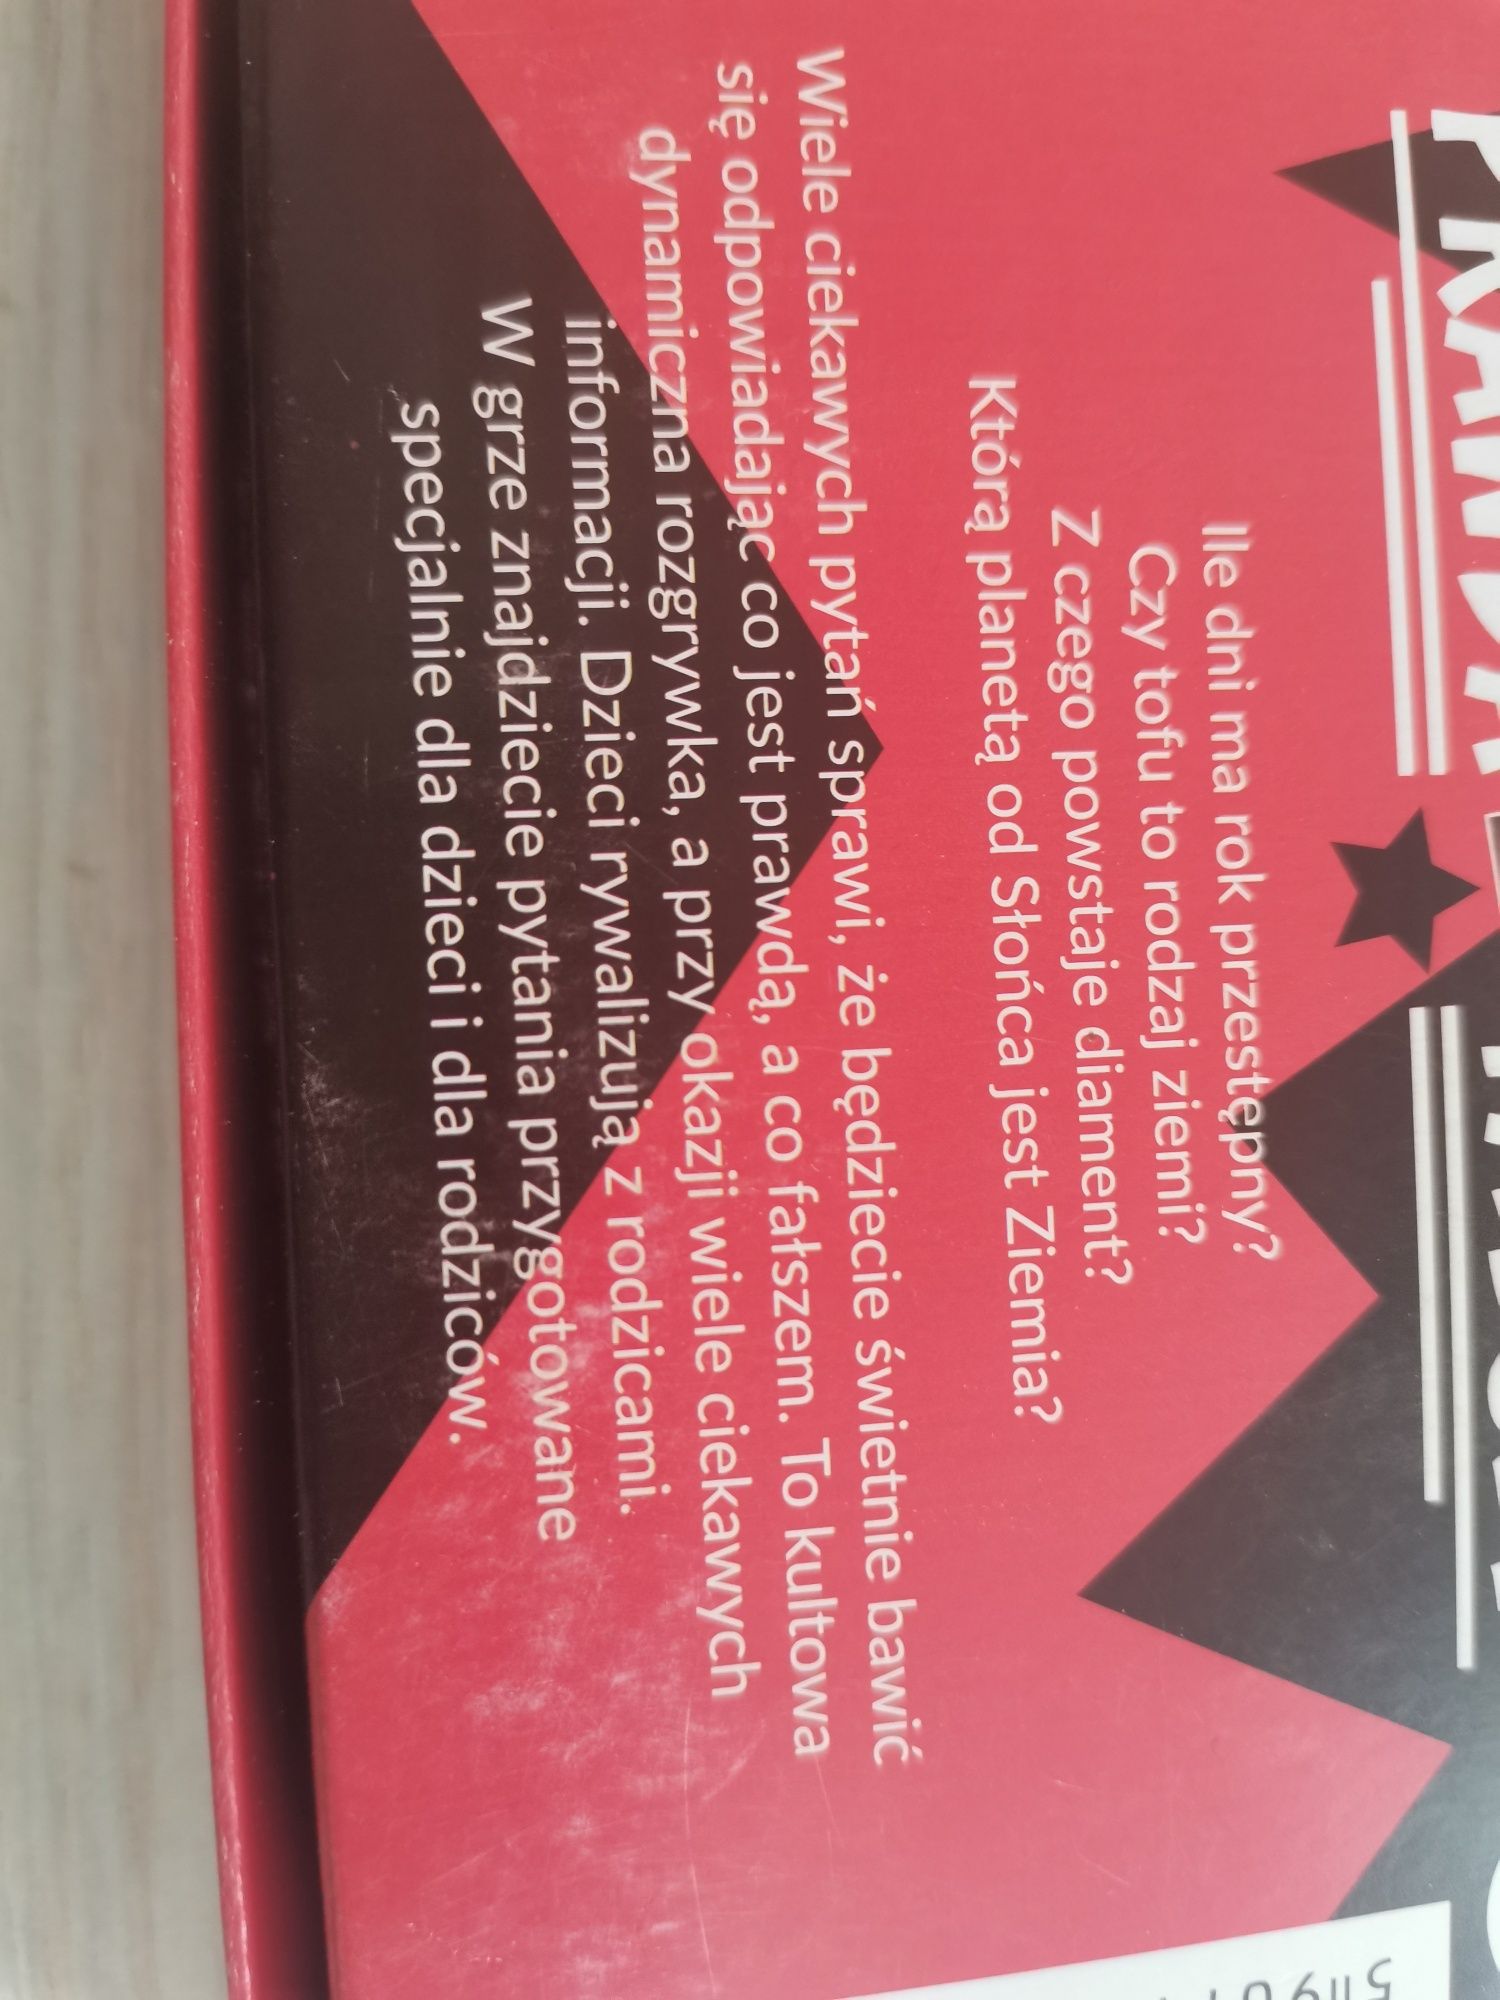 PRAWDA
Ile dni ma rok przestępny?
Czy tofu to rodzaj ziemi?
Z czego powstaje diament?
Którą planetą od Słońca jest Ziemia?
Wiele ciekawych pytań sprawi, że będziecie świetnie bawić
się odpowiadając co jest prawdą, a co fałszem. To kultowa
dynamiczna rozgrywka, a przy okazji wiele ciekawych
informacji. Dzieci rywalizują z rodzicami.
W grze znajdziecie pytania przygotowane
specjalnie dla dzieci i dla rodziców.